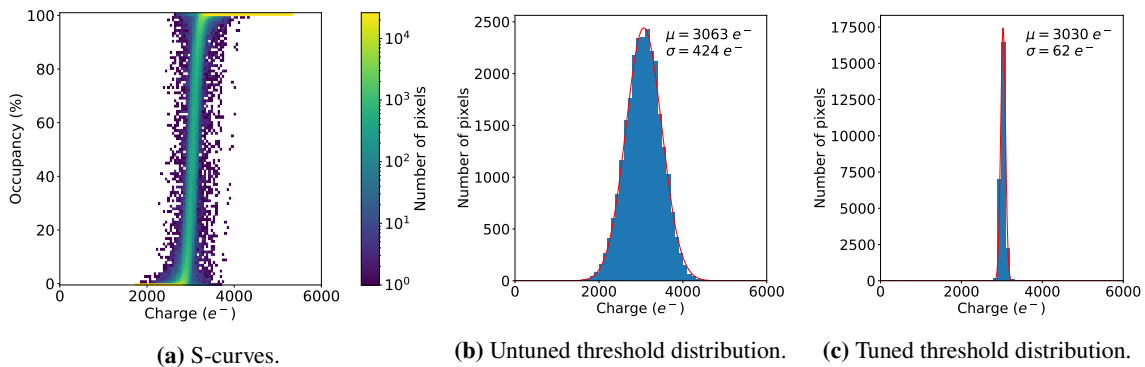 100
80
60
40
20
0
Occupancy (%)
0 2000 4000 6000
Charge (e⁻)
10⁴
10³
10²
10¹
10⁰
Number of pixels
(a) S-curves.
2500
2000
1500
1000
500
0
Number of pixels
μ = 3063 e⁻
σ = 424 e⁻
0 2000 4000 6000
Charge (e⁻)
(b) Untuned threshold distribution.
17500
15000
12500
10000
7500
5000
2500
0
Number of pixels
μ = 3030 e⁻
σ = 62 e⁻
0 2000 4000 6000
Charge (e⁻)
(c) Tuned threshold distribution.